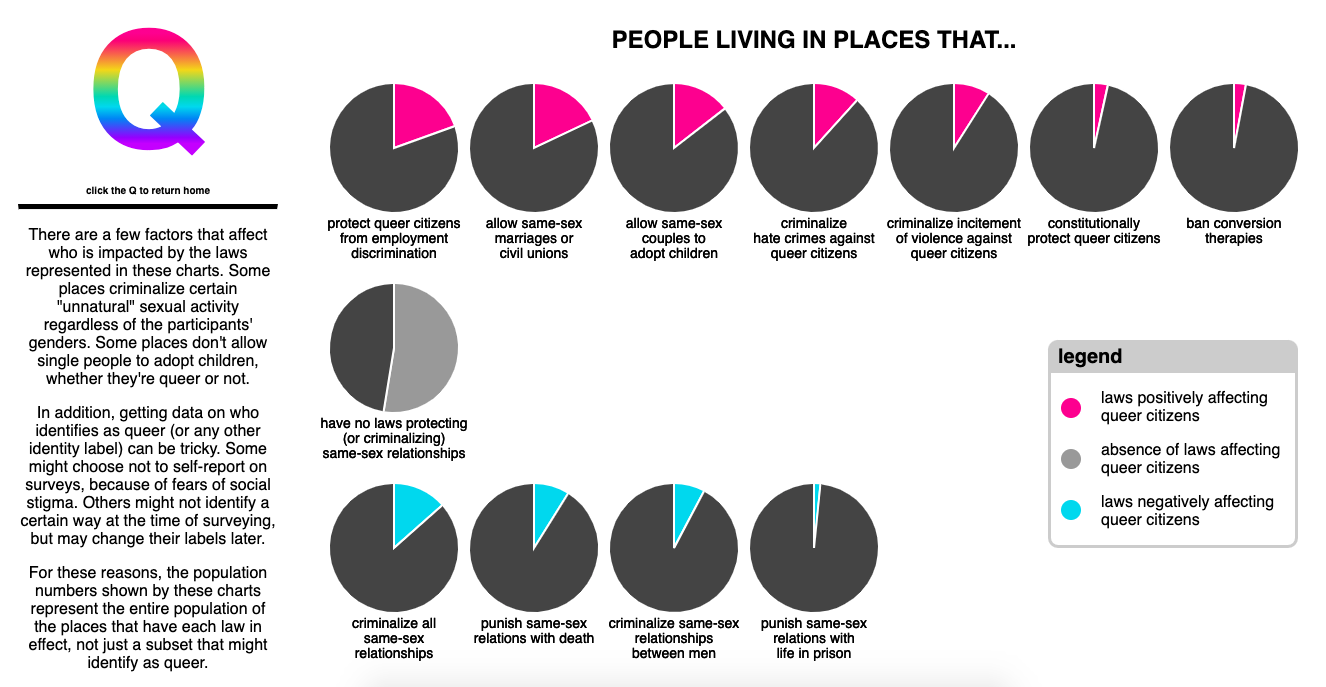 Q
click the Q to return home
There are a few factors that affect
who is impacted by the laws
represented in these charts. Some
places criminalize certain
"unnatural" sexual activity
regardless of the participants'
genders. Some places don't allow
single people to adopt children,
whether they're queer or not.
In addition, getting data on who
identifies as queer (or any other
identity label) can be tricky. Some
might choose not to self-report on
surveys, because of fears of social
stigma. Others might not identify a
certain way at the time of surveying,
but may change their labels later.
For these reasons, the population
numbers shown by these charts
represent the entire population of
the places that have each law in
effect, not just a subset that might
identify as queer.
PEOPLE LIVING IN PLACES THAT...
protect queer citizens
from employment
discrimination
allow same-sex
marriages or
civil unions
allow same-sex
couples to
adopt children
criminalize
hate crimes against
queer citizens
criminalize incitement
of violence against
queer citizens
constitutionally
protect queer citizens
ban conversion
therapies
have no laws protecting
(or criminalizing)
same-sex relationships
legend
laws positively affecting
queer citizens
absence of laws affecting
queer citizens
laws negatively affecting
queer citizens
criminalize all
same-sex
relationships
punish same-sex
relations with death
criminalize same-sex
relationships
between men
punish same-sex
relations with
life in prison